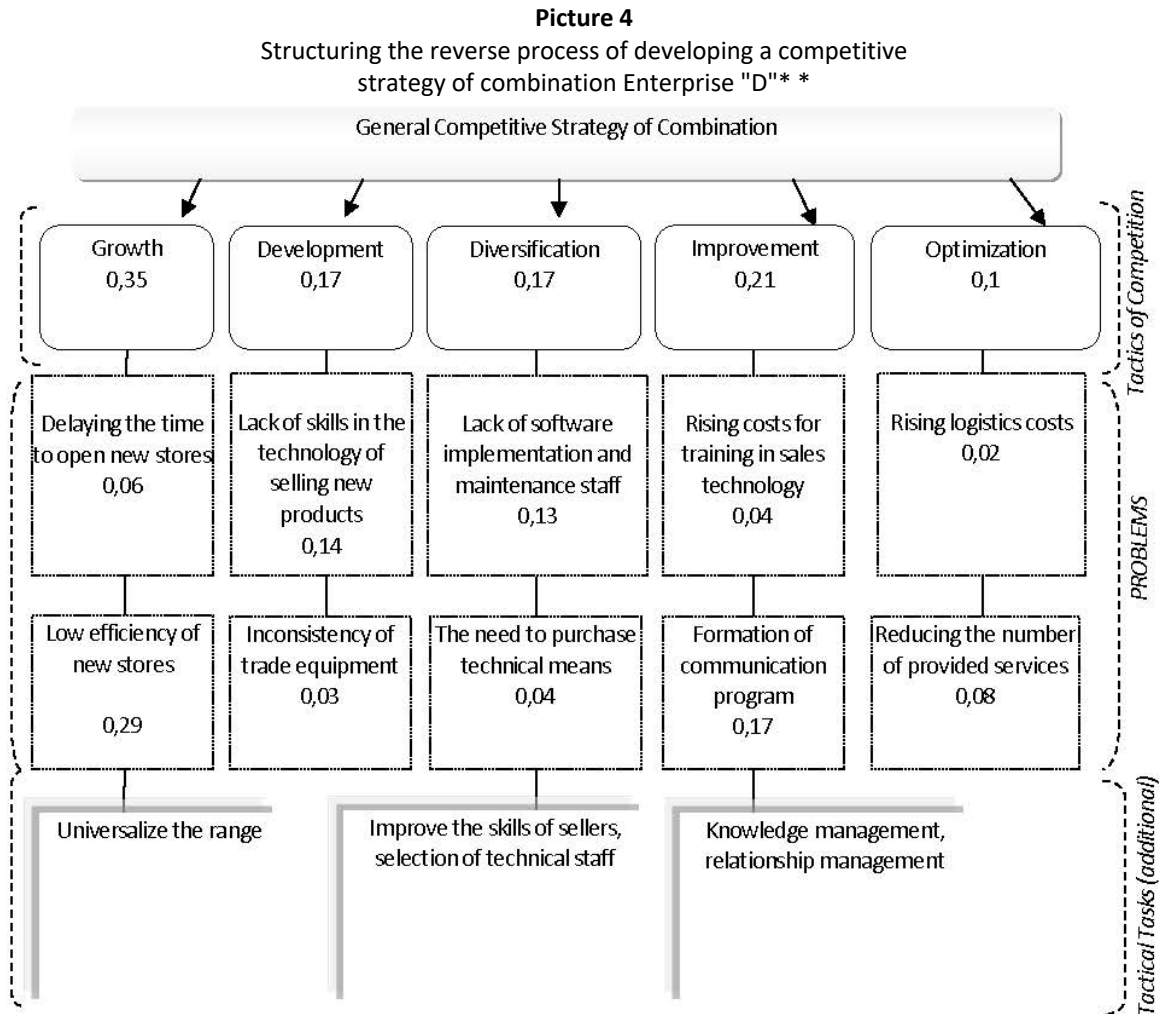 Picture 4
Structuring the reverse process of developing a competitive
strategy of combination Enterprise "D"* *
General Competitive Strategy of Combination
Growth
0,35
Development
0,17
Diversification
0,17
Improvement
0,21
Optimization
0,1
Tactics of Competition
Delaying the time
to open new stores
0,06
Lack of skills in the
technology of
selling new
products
0,14
Lack of software
implementation and
maintenance staff
0,13
Rising costs for
training in sales
technology
0,04
Rising logistics costs
0,02
PROBLEMS
Low efficiency of
new stores
0,29
Inconsistency of
trade equipment
0,03
The need to purchase
technical means
0,04
Formation of
communication
program
0,17
Reducing the number
of provided services
0,08
Universalize the range
Improve the skills of sellers,
selection of technical staff
Knowledge management,
relationship management
Tactical Tasks (additional)